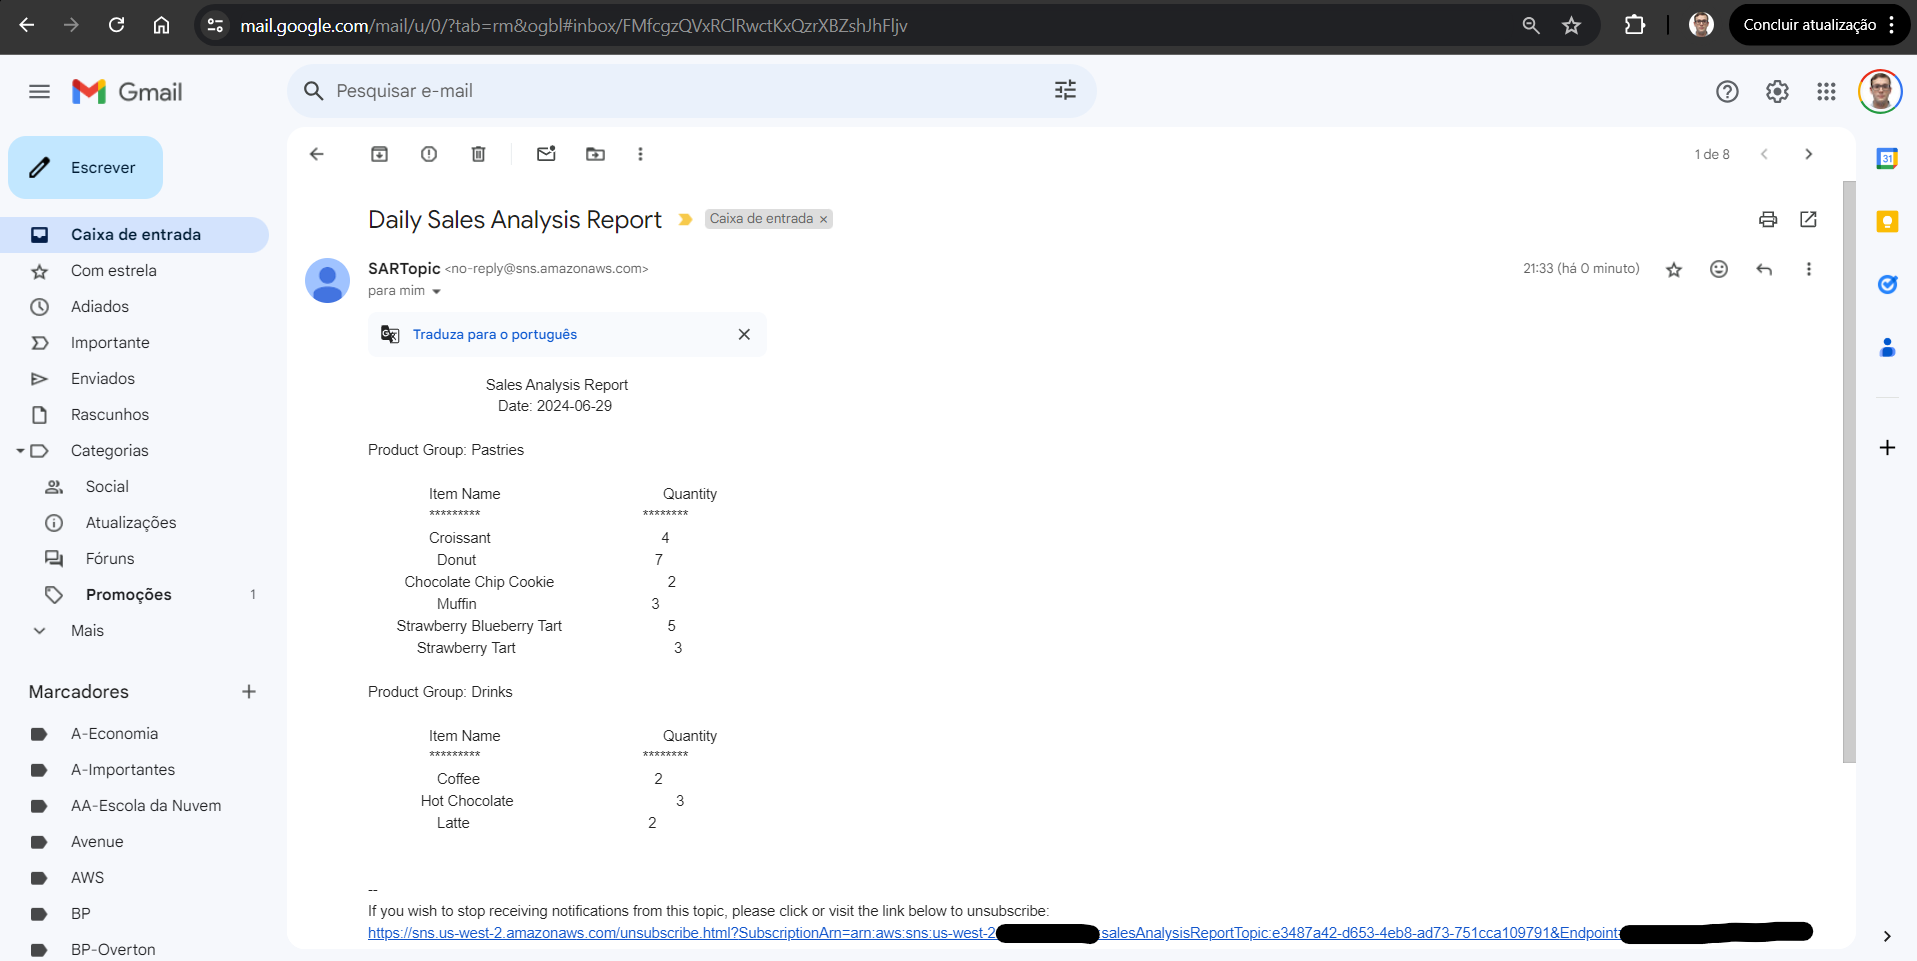 mail.google.com/mail/u/0/?tab=rm&ogbl#inbox/FMfcgzQVxRClRwctKxQzrXBZshJhFljv
Concluir atualização
Gmail
Pesquisar e-mail
Escrever
1 de 8
Caixa de entrada
Com estrela
Adiados
Importante
Enviados
Rascunhos
Categorias
Social
Atualizações
Fóruns
Promoções 1
Mais
Marcadores
A-Economia
A-Importantes
AA-Escola da Nuvem
Avenue
AWS
BP
BP-Overton
Daily Sales Analysis Report Caixa de entrada ×
SARTopic <no-reply@sns.amazonaws.com> 21:33 (há 0 minuto)
para mim
Traduza para o português
Sales Analysis Report
Date: 2024-06-29
Product Group: Pastries
Item Name Quantity
********* ********
Croissant 4
Donut 7
Chocolate Chip Cookie 2
Muffin 3
Strawberry Blueberry Tart 5
Strawberry Tart 3
Product Group: Drinks
Item Name Quantity
********* ********
Coffee 2
Hot Chocolate 3
Latte 2
--
If you wish to stop receiving notifications from this topic, please click or visit the link below to unsubscribe:
https://sns.us-west-2.amazonaws.com/unsubscribe.html?SubscriptionArn=arn:aws:sns:us-west-2 :salesAnalysisReportTopic:e3487a42-d653-4eb8-ad73-751cca109791&Endpoint=
31